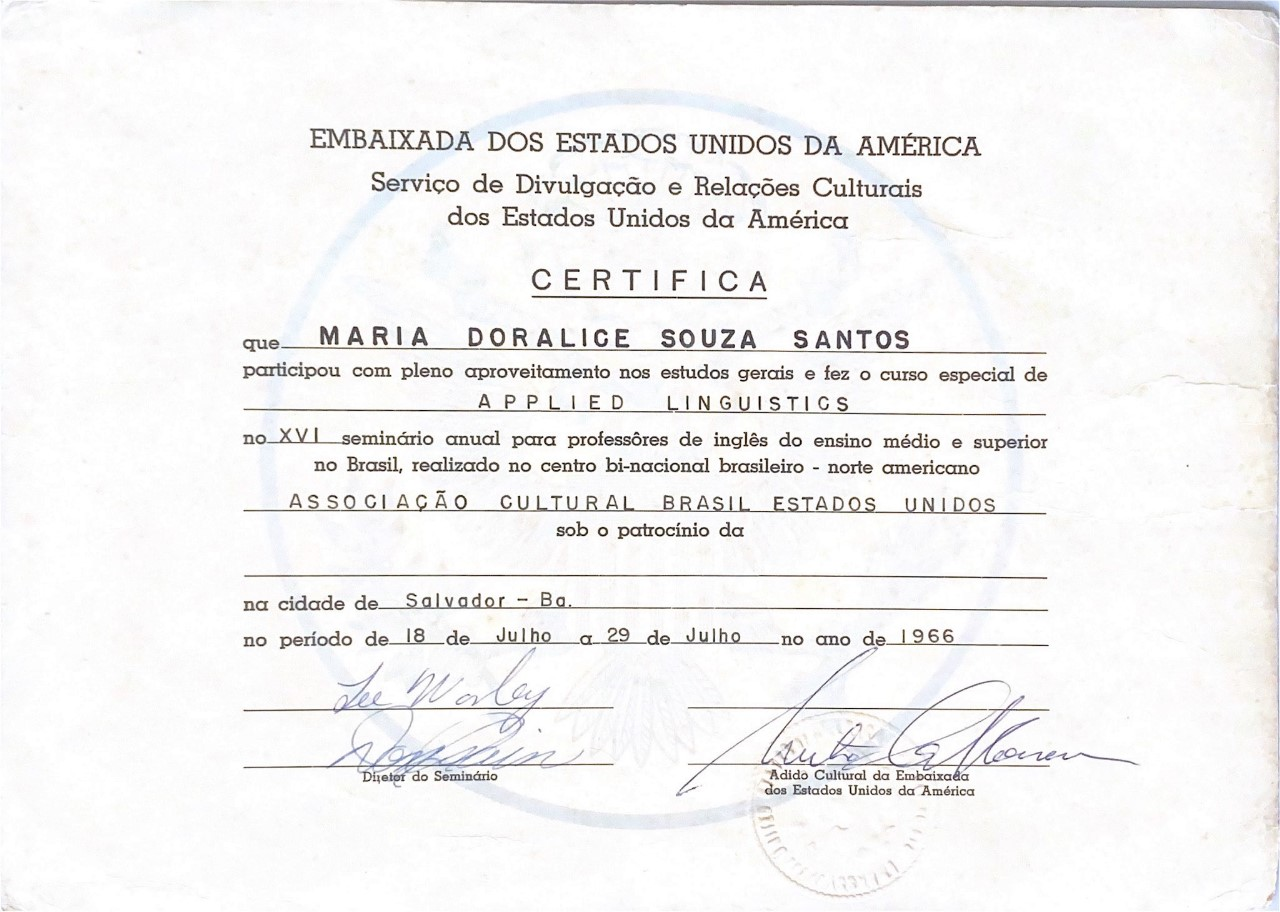 EMBAIXADA DOS ESTADOS UNIDOS DA AMÉRICA
Serviço de Divulgação e Relações Culturais
dos Estados Unidos da América
CERTIFICA
que MARIA DORALICE SOUZA SANTOS
participou com pleno aproveitamento nos estudos gerais e fez o curso especial de
APPLIED LINGUISTICS
no XVI seminário anual para professôres de inglês do ensino médio e superior
no Brasil, realizado no centro bi-nacional brasileiro - norte americano
ASSOCIAÇÃO CULTURAL BRASIL ESTADOS UNIDOS
sob o patrocínio da
na cidade de Salvador - Ba.
no período de 18 de Julho a 29 de Julho no ano de 1966
Lee Worley
Diretor do Seminário
Adido Cultural da Embaixada
dos Estados Unidos da América